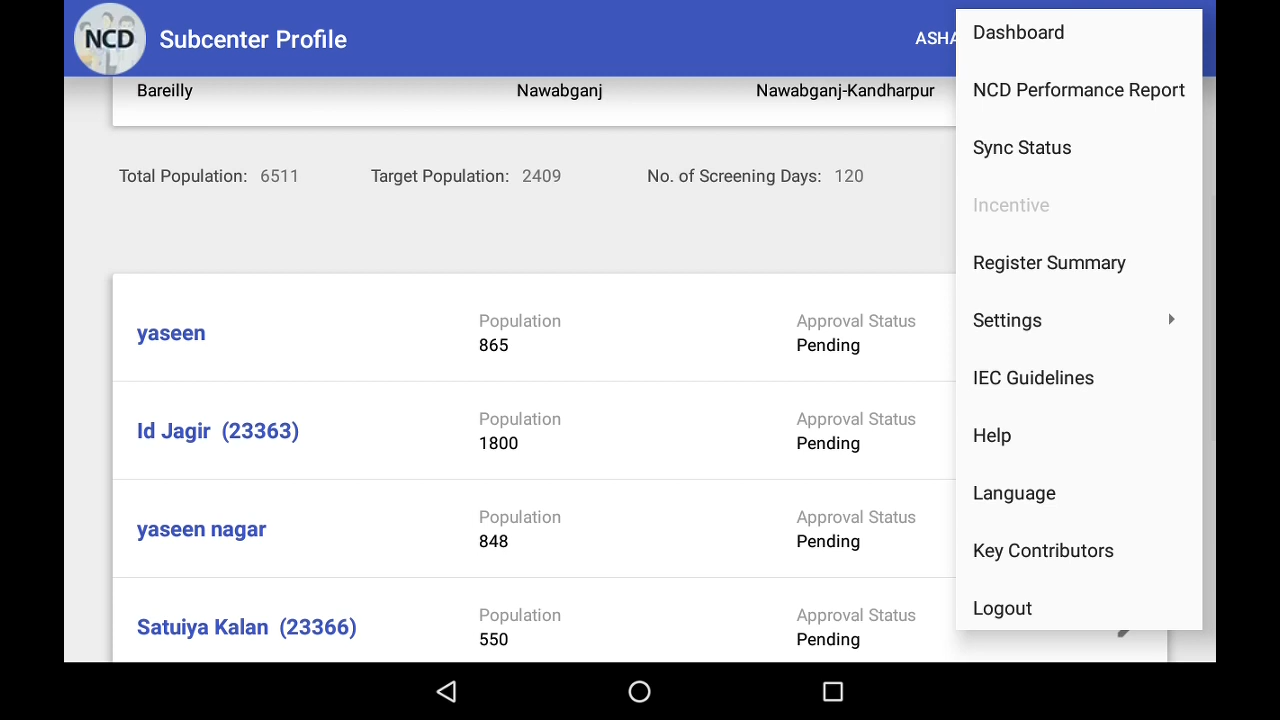 NCD Subcenter Profile ASHA
Bareilly Nawabganj Nawabganj-Kandharpur
Total Population: 6511 Target Population: 2409 No. of Screening Days: 120
yaseen
Population
865
Approval Status
Pending
Id Jagir (23363)
Population
1800
Approval Status
Pending
yaseen nagar
Population
848
Approval Status
Pending
Satuiya Kalan (23366)
Population
550
Approval Status
Pending
Dashboard
NCD Performance Report
Sync Status
Incentive
Register Summary
Settings
IEC Guidelines
Help
Language
Key Contributors
Logout